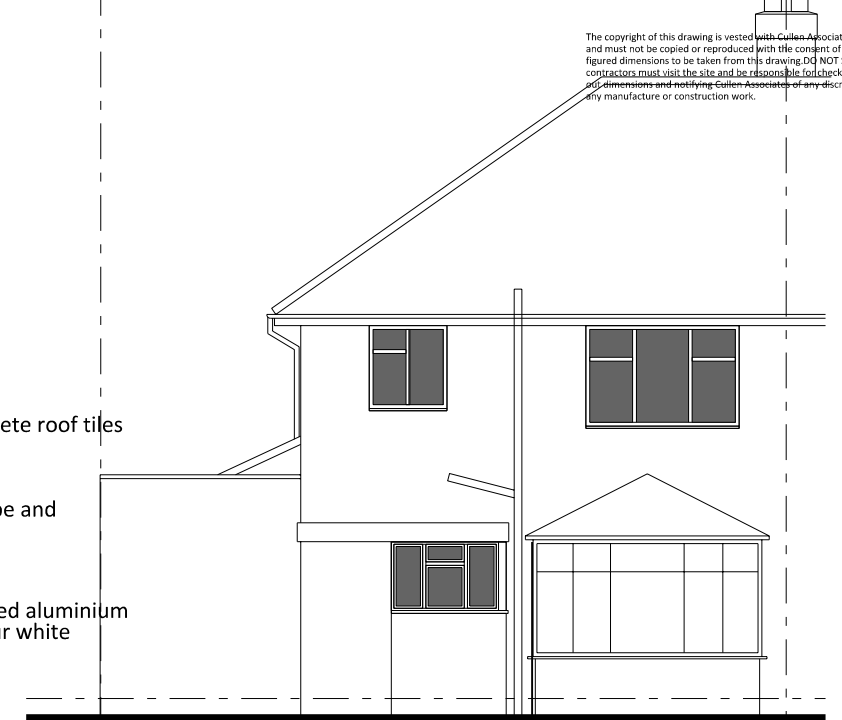 The copyright of this drawing is vested with Cullen Associat
and must not be copied or reproduced with the consent of
figured dimensions to be taken from this drawing.DO NOT
contractors must visit the site and be responsible for check
out dimensions and notifying Cullen Associates of any discr
any manufacture or construction work.
ete roof tiles
pe and
ed aluminium
ur white